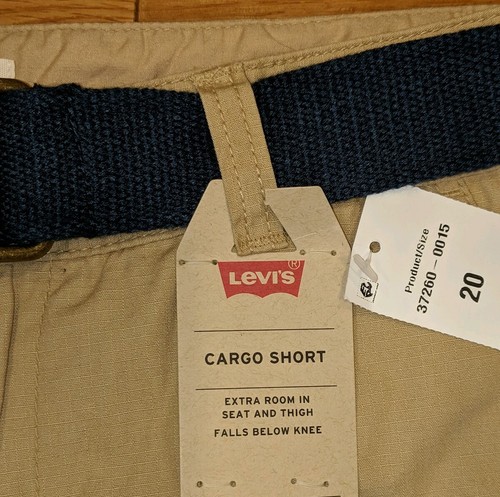 LEVI'S®
CARGO SHORT
EXTRA ROOM IN
SEAT AND THIGH
FALLS BELOW KNEE
Product/Size
37260 – 0015
20